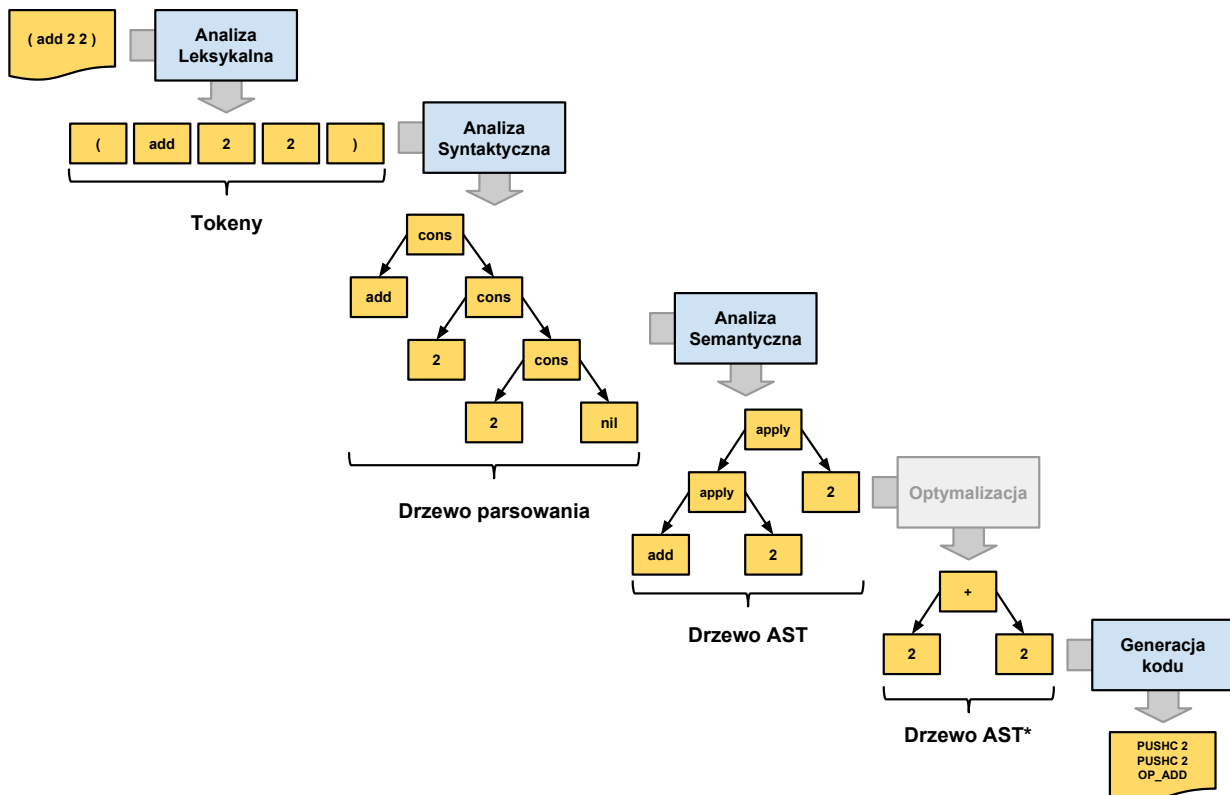 ( add 2 2 )
Analiza
Leksykalna
( add 2 2 )
Tokeny
Analiza
Syntaktyczna
cons
add cons
2 cons
2 nil
Drzewo parsowania
Analiza
Semantyczna
apply
apply 2
add 2
Drzewo AST
Optymalizacja
+
2 2
Drzewo AST*
Generacja
kodu
PUSHC 2
PUSHC 2
OP_ADD